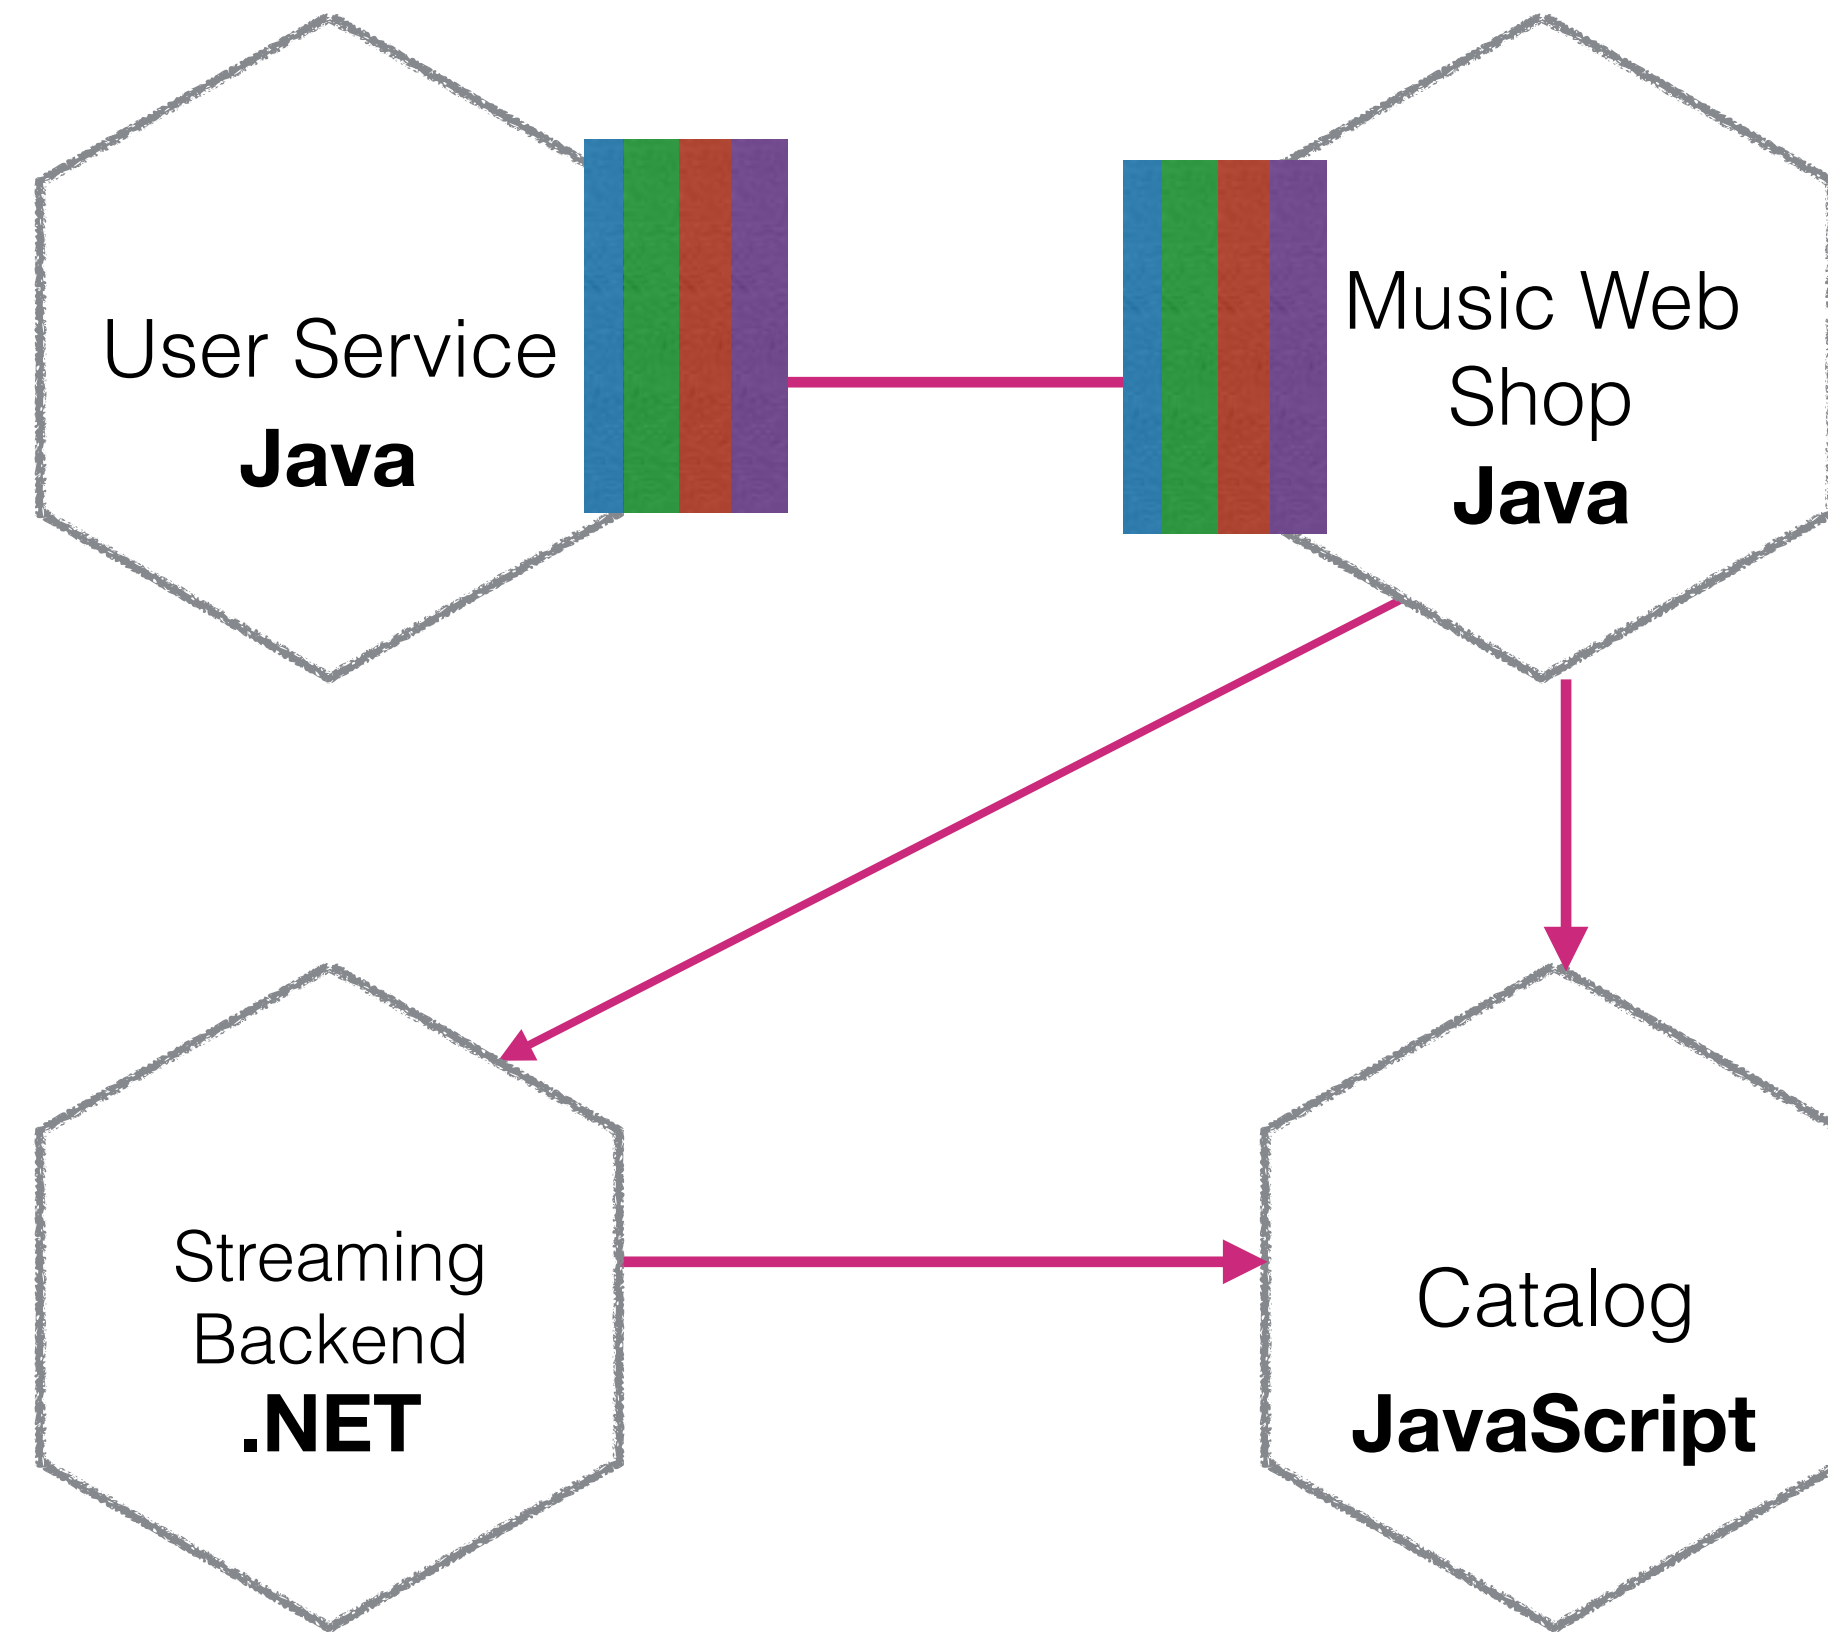 User Service
Java
Music Web
Shop
Java
Streaming
Backend
.NET
Catalog
JavaScript